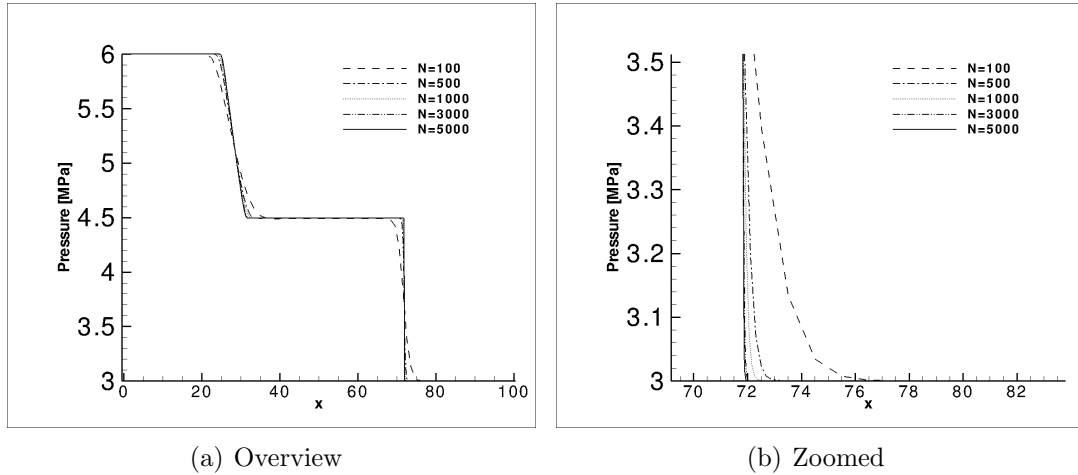 6
5.5
5
4.5
4
3.5
3
Pressure [MPa]
0 20 40 60 80 100
x
N=100
N=500
N=1000
N=3000
N=5000
(a) Overview
3.5
3.4
3.3
3.2
3.1
3
Pressure [MPa]
70 72 74 76 78 80 82
x
N=100
N=500
N=1000
N=3000
N=5000
(b) Zoomed